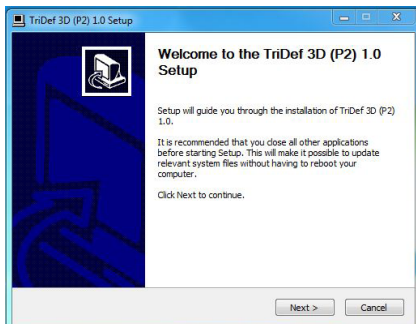 TriDef 3D (P2) 1.0 Setup
Welcome to the TriDef 3D (P2) 1.0
Setup
Setup will guide you through the installation of TriDef 3D (P2)
1.0.
It is recommended that you close all other applications
before starting Setup. This will make it possible to update
relevant system files without having to reboot your
computer.
Click Next to continue.
Next >
Cancel